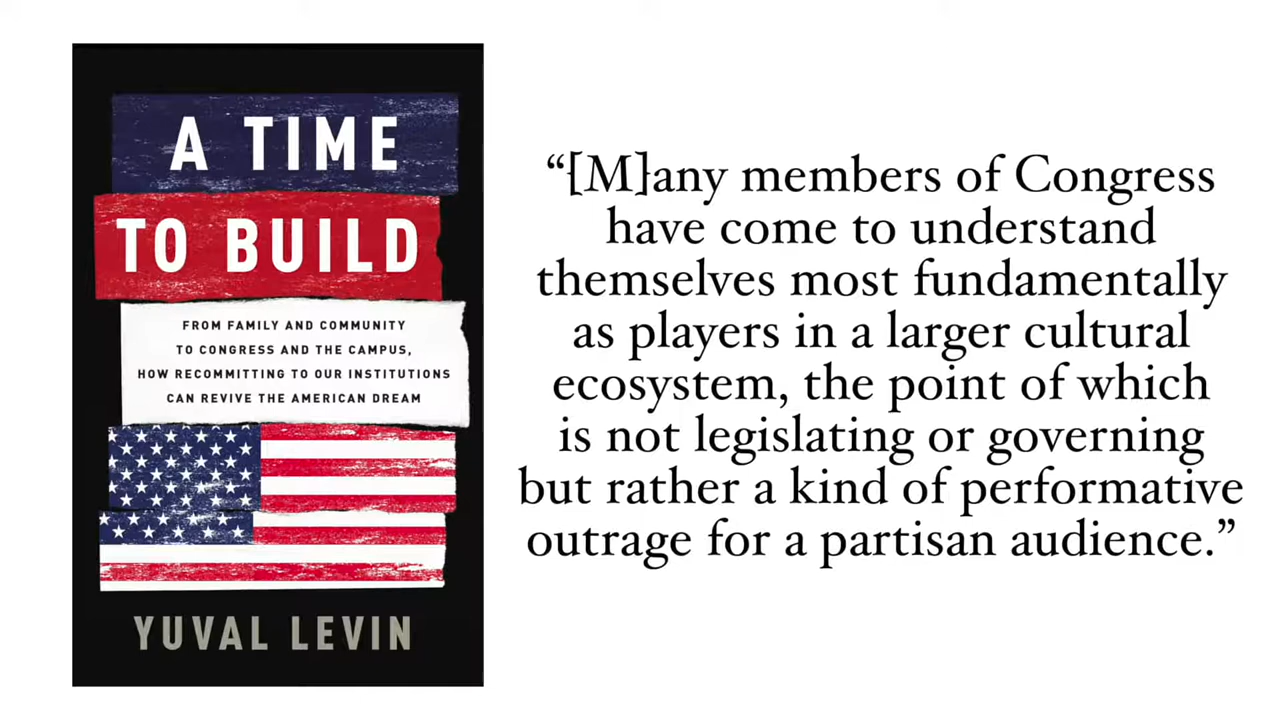 A TIME
TO BUILD
FROM FAMILY AND COMMUNITY
TO CONGRESS AND THE CAMPUS,
HOW RECOMMITTING TO OUR INSTITUTIONS
CAN REVIVE THE AMERICAN DREAM
YUVAL LEVIN
“[M]any members of Congress
have come to understand
themselves most fundamentally
as players in a larger cultural
ecosystem, the point of which
is not legislating or governing
but rather a kind of performative
outrage for a partisan audience.”